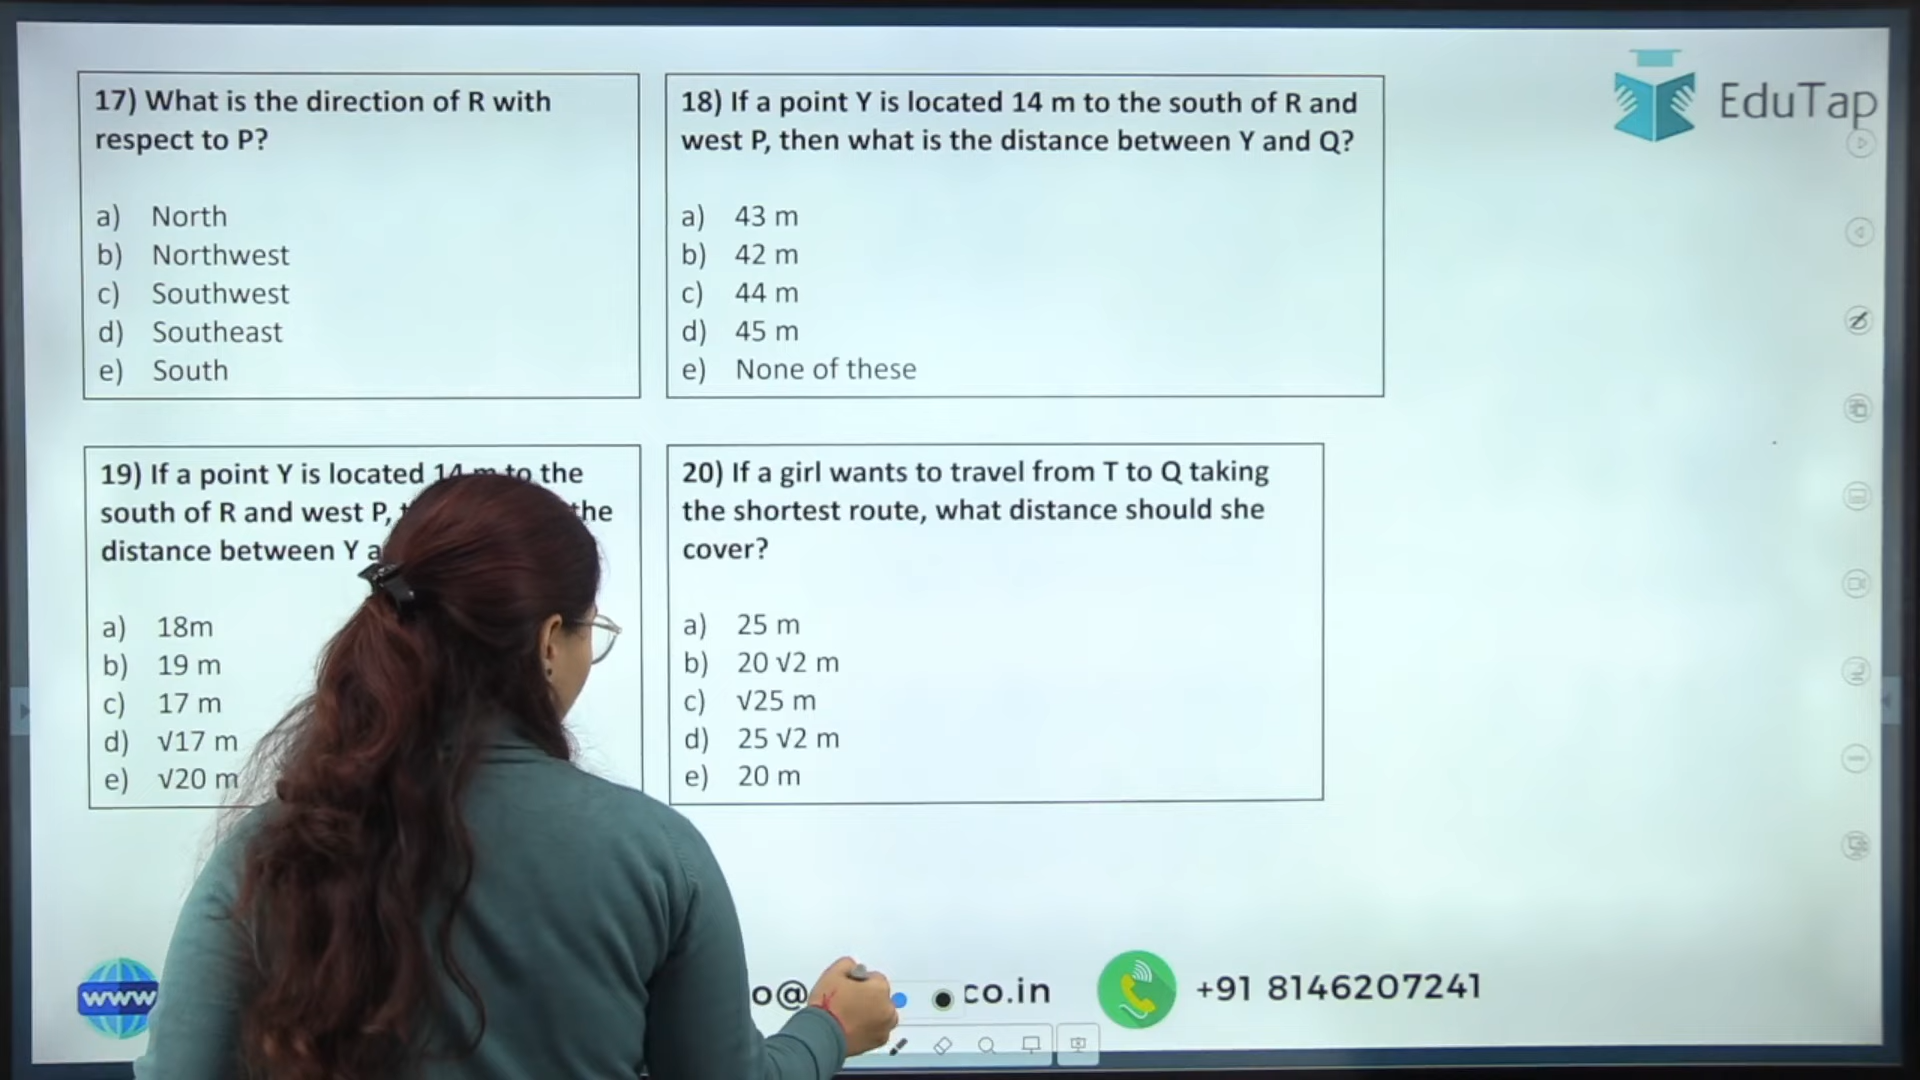 17) What is the direction of R with
respect to P?
a) North
b) Northwest
c) Southwest
d) Southeast
e) South
18) If a point Y is located 14 m to the south of R and
west P, then what is the distance between Y and Q?
a) 43 m
b) 42 m
c) 44 m
d) 45 m
e) None of these
EduTap
19) If a point Y is located 14 m to the
south of R and west P, the
distance between Y
a) 18m
b) 19 m
c) 17 m
d) √17 m
e) √20 m
20) If a girl wants to travel from T to Q taking
the shortest route, what distance should she
cover?
a) 25 m
b) 20 √2 m
c) √25 m
d) 25 √2 m
e) 20 m
www
o@ co.in
+91 8146207241